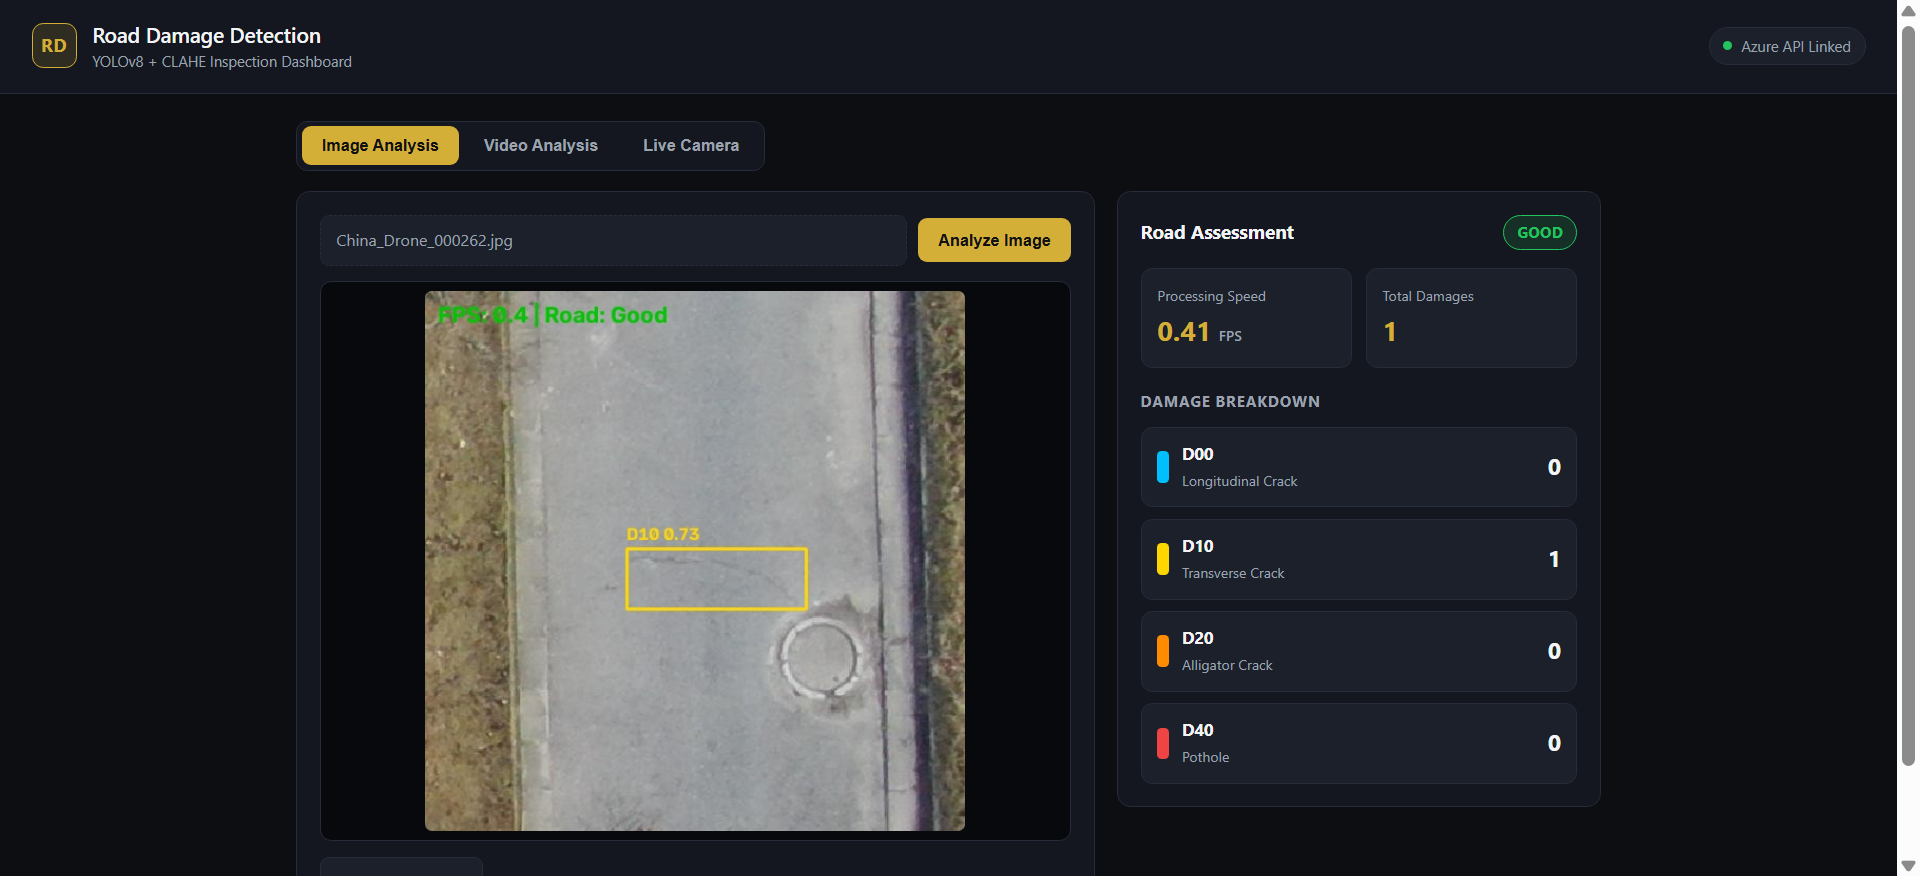 RD
Road Damage Detection
YOLOv8 + CLAHE Inspection Dashboard
Azure API Linked
Image Analysis
Video Analysis
Live Camera
China_Drone_000262.jpg
Analyze Image
FPS: 0.4 | Road: Good
D10 0.73
Road Assessment
GOOD
Processing Speed
0.41 FPS
Total Damages
1
DAMAGE BREAKDOWN
D00
Longitudinal Crack
0
D10
Transverse Crack
1
D20
Alligator Crack
0
D40
Pothole
0